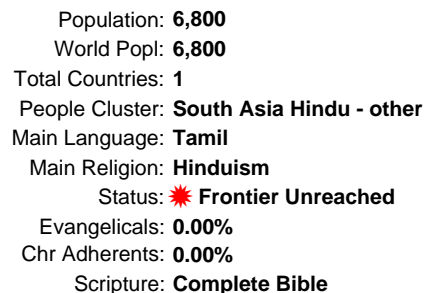 Population: 6,800
World Popl: 6,800
Total Countries: 1
People Cluster: South Asia Hindu - other
Main Language: Tamil
Main Religion: Hinduism
Status: Frontier Unreached
Evangelicals: 0.00%
Chr Adherents: 0.00%
Scripture: Complete Bible